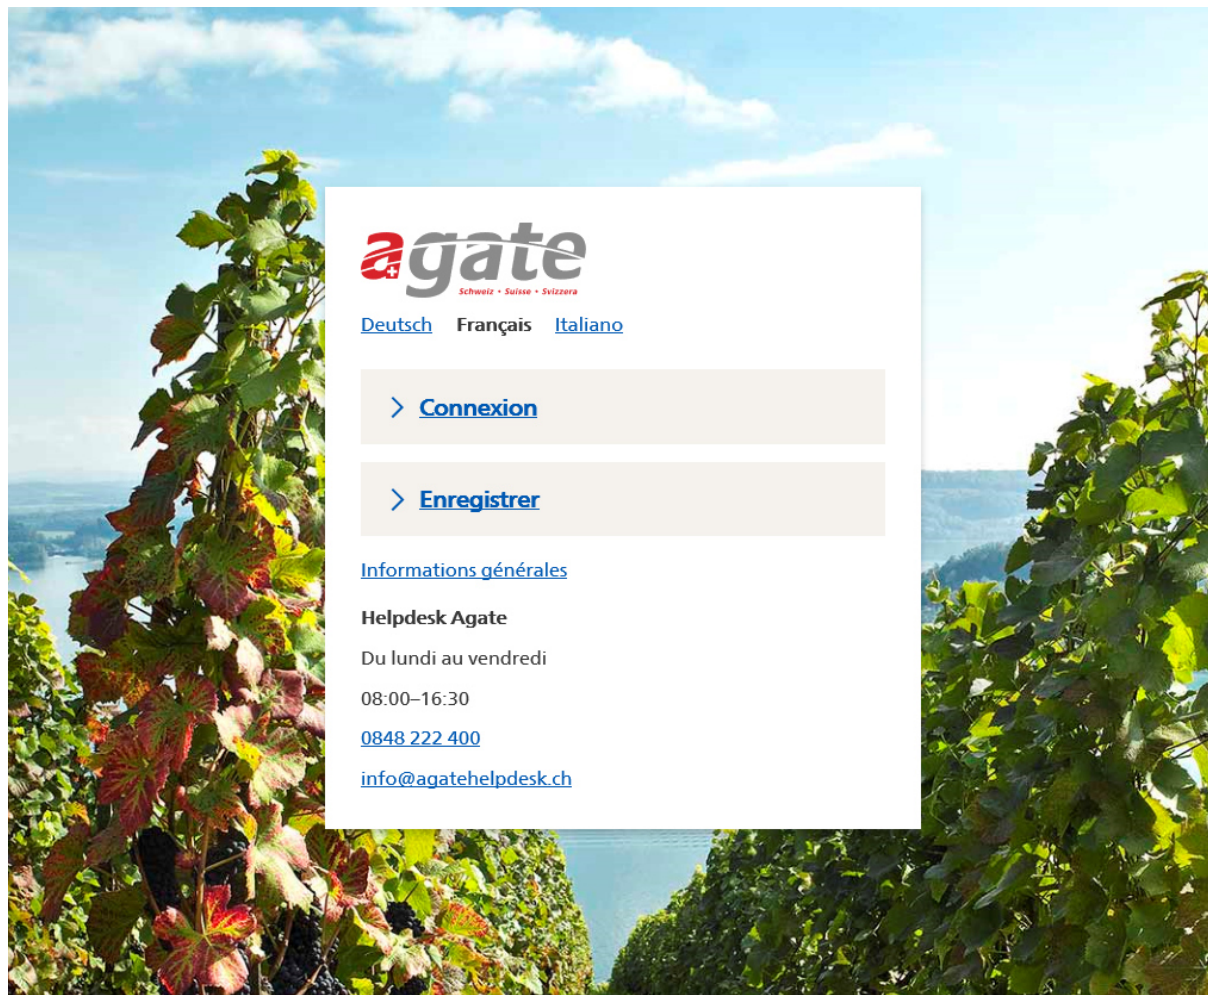 agate
Schweiz • Suisse • Svizzera
Deutsch Français Italiano
Connexion
Enregistrer
Informations générales
Helpdesk Agate
Du lundi au vendredi
08:00–16:30
0848 222 400
info@agatehelpdesk.ch